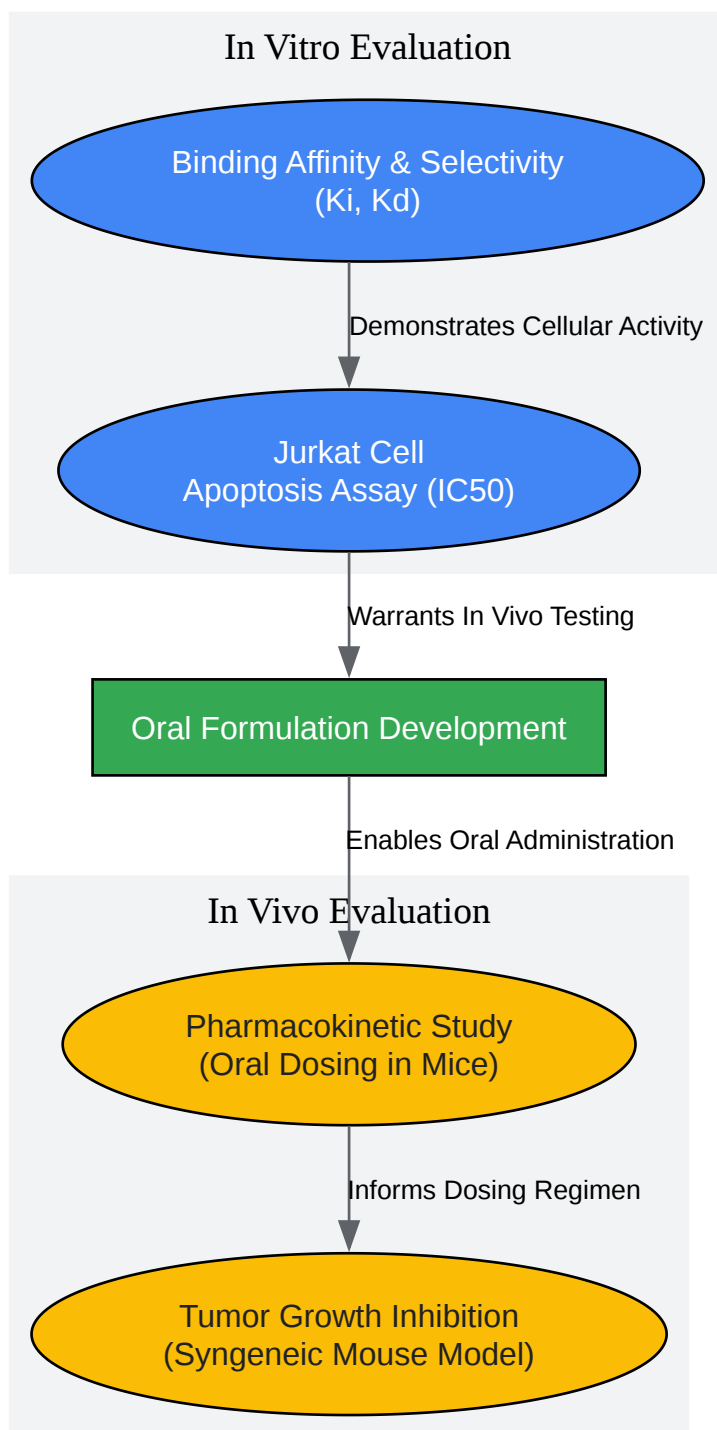 In Vitro Evaluation
Binding Affinity & Selectivity
(Ki, Kd)
Demonstrates Cellular Activity
Jurkat Cell
Apoptosis Assay (IC50)
Warrants In Vivo Testing
Oral Formulation Development
Enables Oral Administration
In Vivo Evaluation
Pharmacokinetic Study
(Oral Dosing in Mice)
Informs Dosing Regimen
Tumor Growth Inhibition
(Syngeneic Mouse Model)